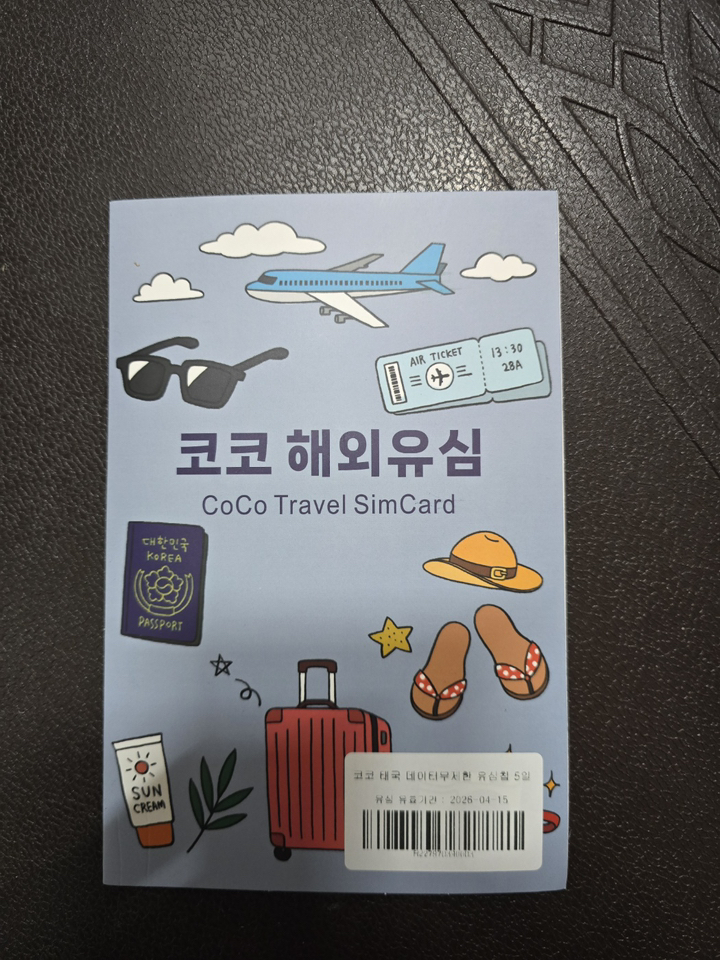 AIR TICKET
13:30
28A
코코 해외유심
CoCo Travel SimCard
대한민국
KOREA
PASSPORT
SUN
CREAM
코코 태국 데이터무제한 유심칩 5일
유심 유효기간 : 2026-04-15